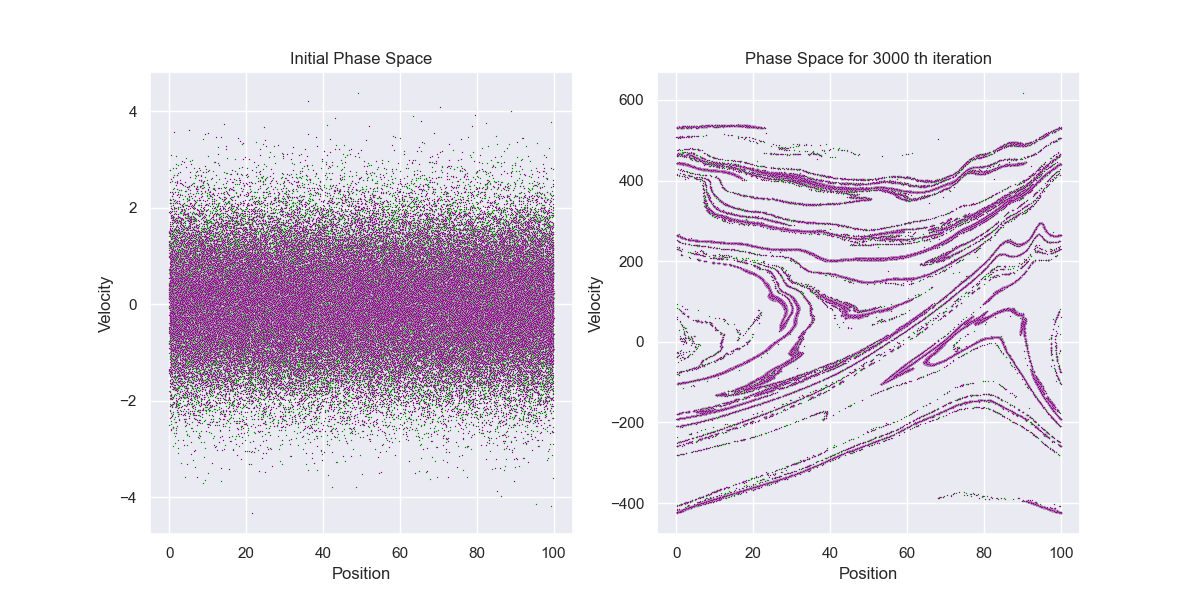 Initial Phase Space
Velocity
4
2
0
−2
−4
0 20 40 60 80 100
Position
Phase Space for 3000 th iteration
Velocity
600
400
200
0
−200
−400
0 20 40 60 80 100
Position